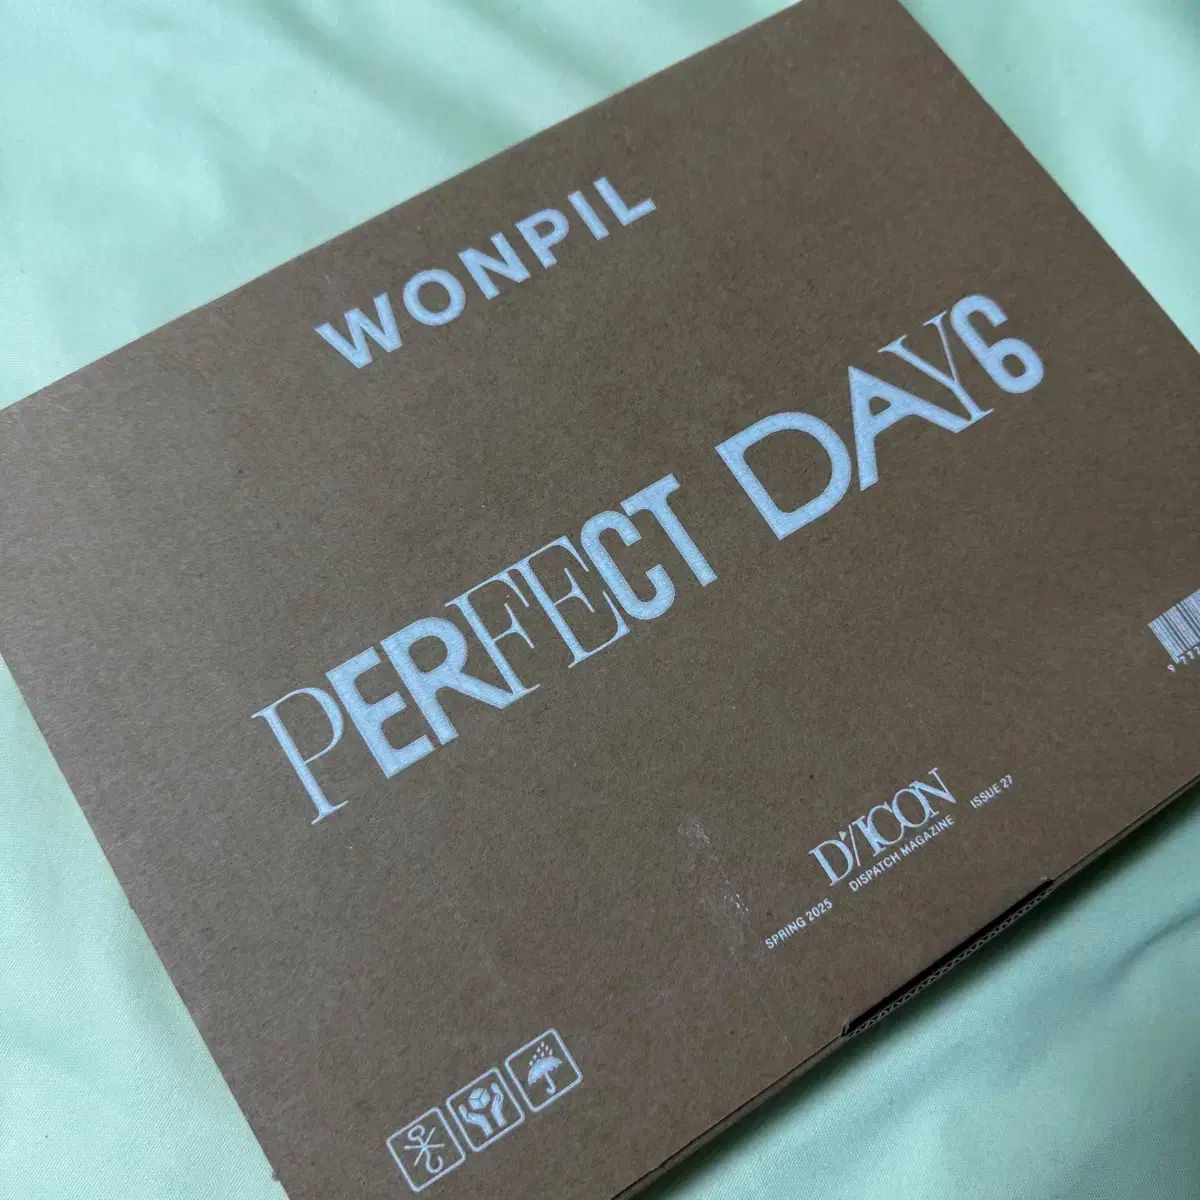 WONPIL
PERFECT DAY6
D'/ICON
SPRING 2025 DISPATCH MAGAZINE ISSUE 27